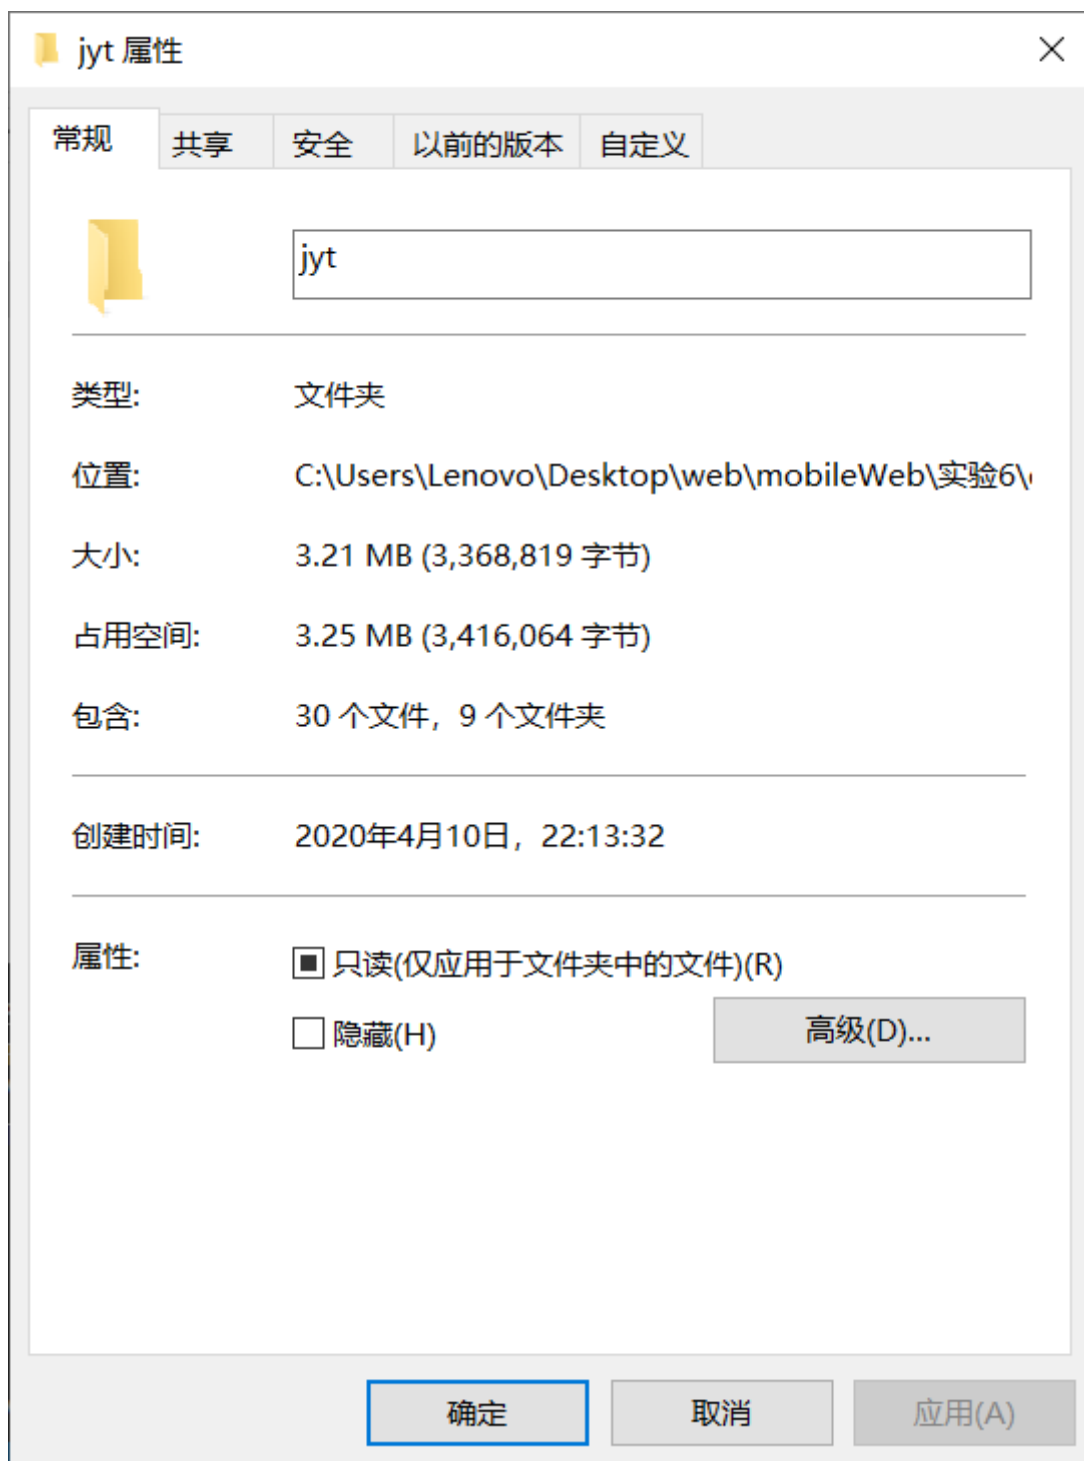 jyt 属性
常规 共享 安全 以前的版本 自定义
jyt
类型: 文件夹
位置: C:\Users\Lenovo\Desktop\web\mobileWeb\实验6\
大小: 3.21 MB (3,368,819 字节)
占用空间: 3.25 MB (3,416,064 字节)
包含: 30 个文件，9 个文件夹
创建时间: 2020年4月10日，22:13:32
属性: 只读(仅应用于文件夹中的文件)(R)
隐藏(H) 高级(D)...
确定 取消 应用(A)